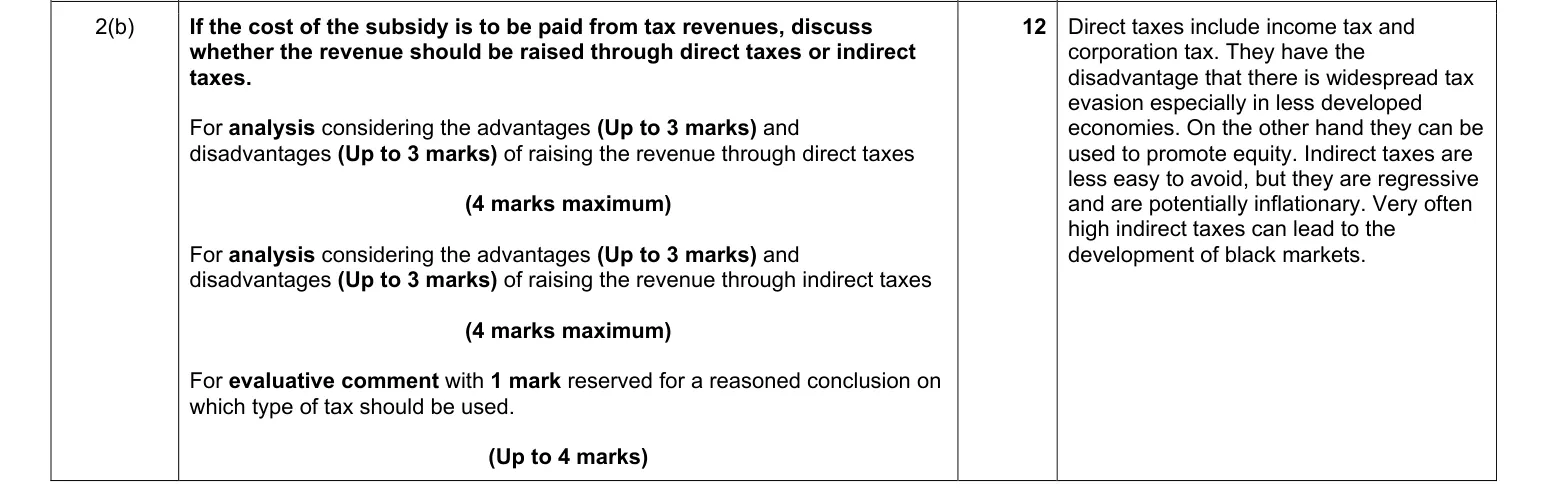 2(b)
If the cost of the subsidy is to be paid from tax revenues, discuss
whether the revenue should be raised through direct taxes or indirect
taxes.
For analysis considering the advantages (Up to 3 marks) and
disadvantages (Up to 3 marks) of raising the revenue through direct taxes
(4 marks maximum)
For analysis considering the advantages (Up to 3 marks) and
disadvantages (Up to 3 marks) of raising the revenue through indirect taxes
(4 marks maximum)
For evaluative comment with 1 mark reserved for a reasoned conclusion on
which type of tax should be used.
(Up to 4 marks)
12
Direct taxes include income tax and
corporation tax. They have the
disadvantage that there is widespread tax
evasion especially in less developed
economies. On the other hand they can be
used to promote equity. Indirect taxes are
less easy to avoid, but they are regressive
and are potentially inflationary. Very often
high indirect taxes can lead to the
development of black markets.